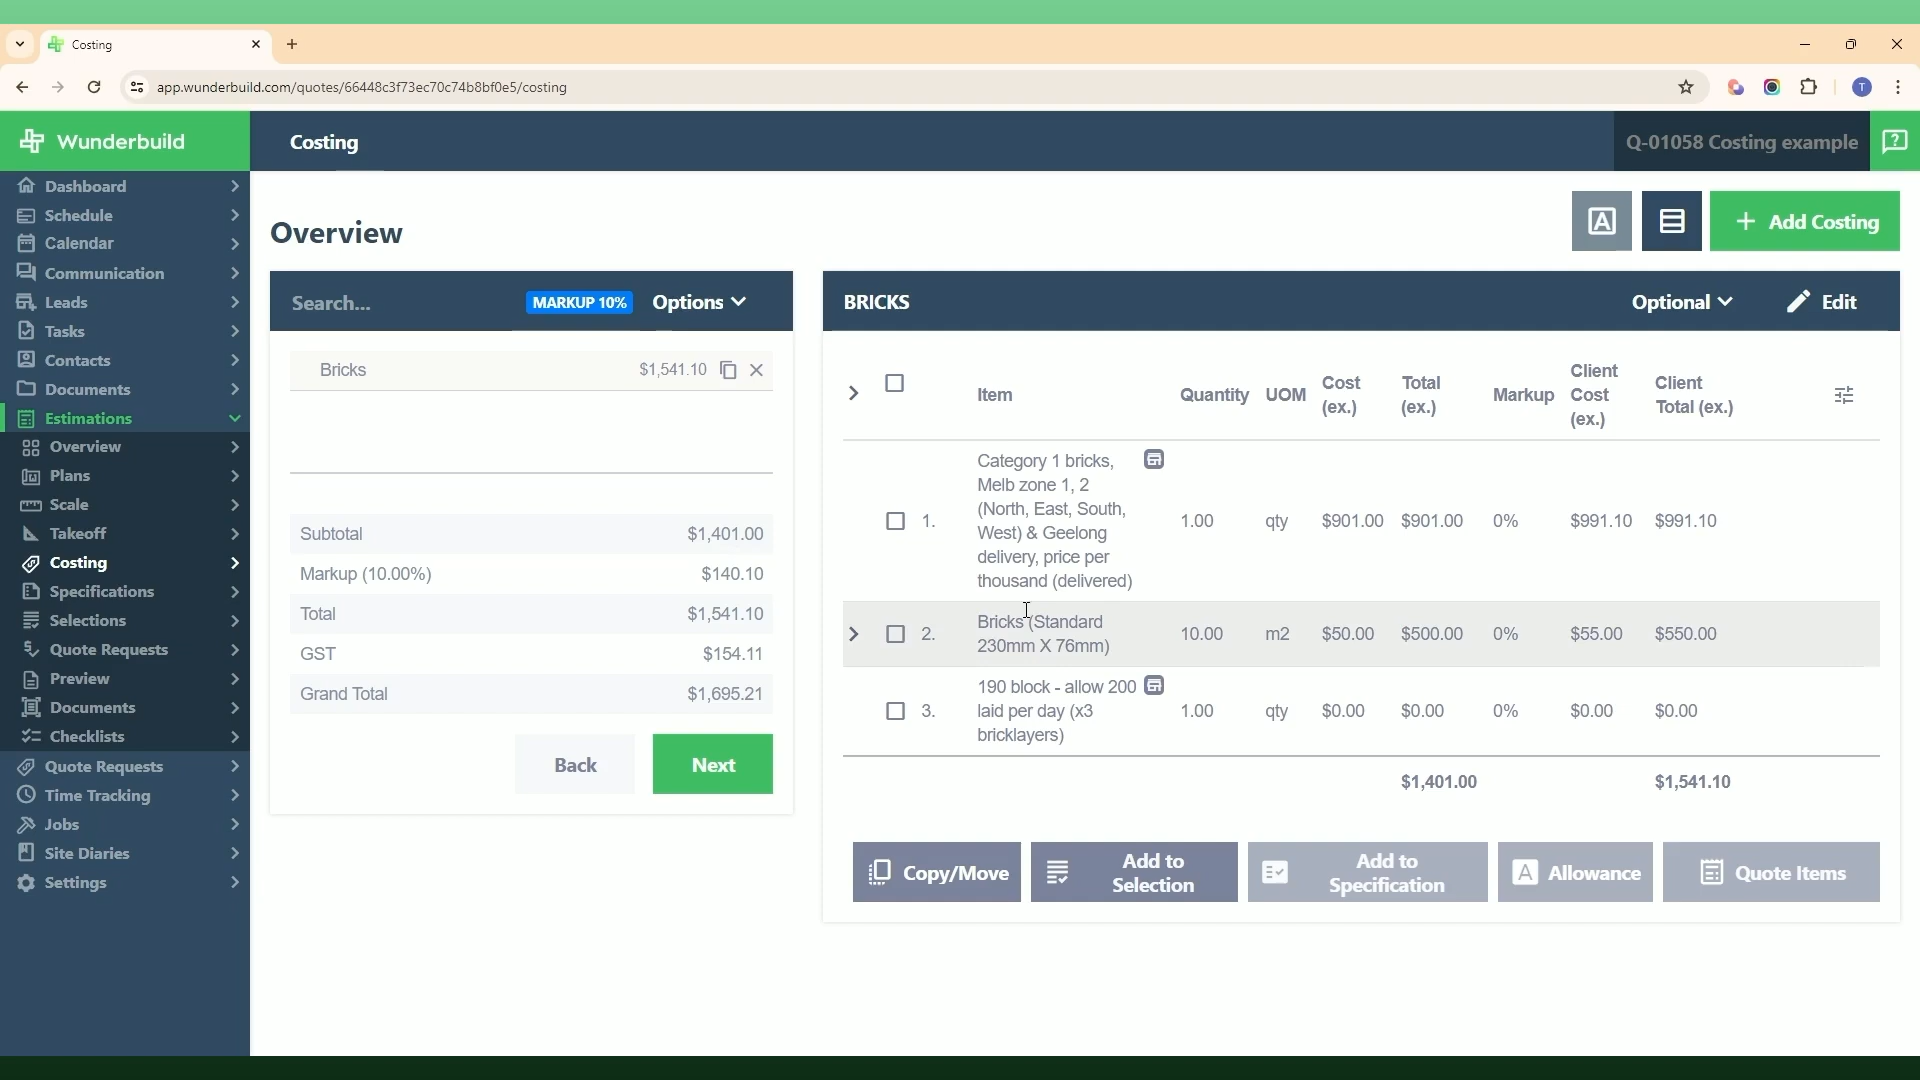 Costing
app.wunderbuild.com/quotes/66448c3f73ec70c74b8bf0e5/costing
T
Wunderbuild
Costing
Q-01058 Costing example
Dashboard
Schedule
Calendar
Communication
Leads
Tasks
Contacts
Documents
Estimations
Overview
Plans
Scale
Takeoff
Costing
Specifications
Selections
Quote Requests
Preview
Documents
Checklists
Quote Requests
Time Tracking
Jobs
Site Diaries
Settings
Overview
A
+ Add Costing
Search...
MARKUP 10%
Options
Bricks $1,541.10
Subtotal $1,401.00
Markup (10.00%) $140.10
Total $1,541.10
GST $154.11
Grand Total $1,695.21
Back
Next
BRICKS
Optional
Edit
Item Quantity UOM Cost (ex.) Total (ex.) Markup Client Cost (ex.) Client Total (ex.)
1. Category 1 bricks,
Melb zone 1, 2
(North, East, South,
West) & Geelong
delivery, price per
thousand (delivered)
1.00 qty $901.00 $901.00 0% $991.10 $991.10
2. Bricks (Standard
230mm X 76mm)
10.00 m2 $50.00 $500.00 0% $55.00 $550.00
3. 190 block - allow 200
laid per day (x3
bricklayers)
1.00 qty $0.00 $0.00 0% $0.00 $0.00
$1,401.00 $1,541.10
Copy/Move
Add to
Selection
Add to
Specification
A Allowance
Quote Items